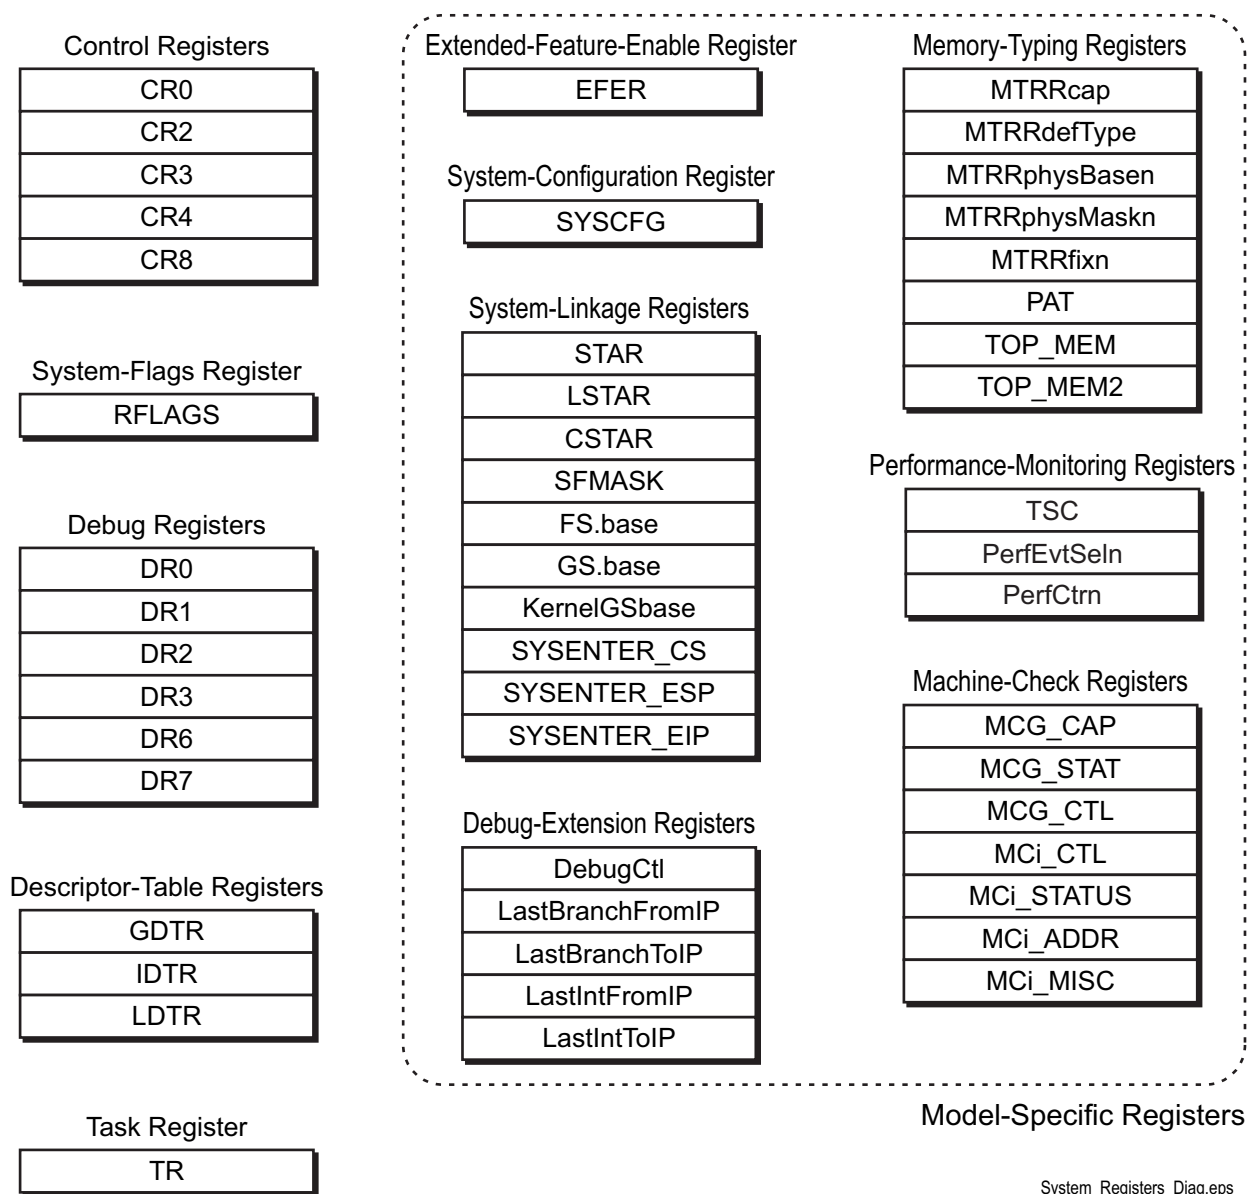 Control Registers
CR0
CR2
CR3
CR4
CR8
System-Flags Register
RFLAGS
Debug Registers
DR0
DR1
DR2
DR3
DR6
DR7
Descriptor-Table Registers
GDTR
IDTR
LDTR
Task Register
TR
Extended-Feature-Enable Register
EFER
System-Configuration Register
SYSCFG
System-Linkage Registers
STAR
LSTAR
CSTAR
SFMASK
FS.base
GS.base
KernelGSbase
SYSENTER_CS
SYSENTER_ESP
SYSENTER_EIP
Debug-Extension Registers
DebugCtl
LastBranchFromIP
LastBranchToIP
LastIntFromIP
LastIntToIP
Memory-Typing Registers
MTRRcap
MTRRdefType
MTRRphysBasen
MTRRphysMaskn
MTRRfixn
PAT
TOP_MEM
TOP_MEM2
Performance-Monitoring Registers
TSC
PerfEvtSeln
PerfCtrn
Machine-Check Registers
MCG_CAP
MCG_STAT
MCG_CTL
MCi_CTL
MCi_STATUS
MCi_ADDR
MCi_MISC
Model-Specific Registers
System_Registers_Diag.eps